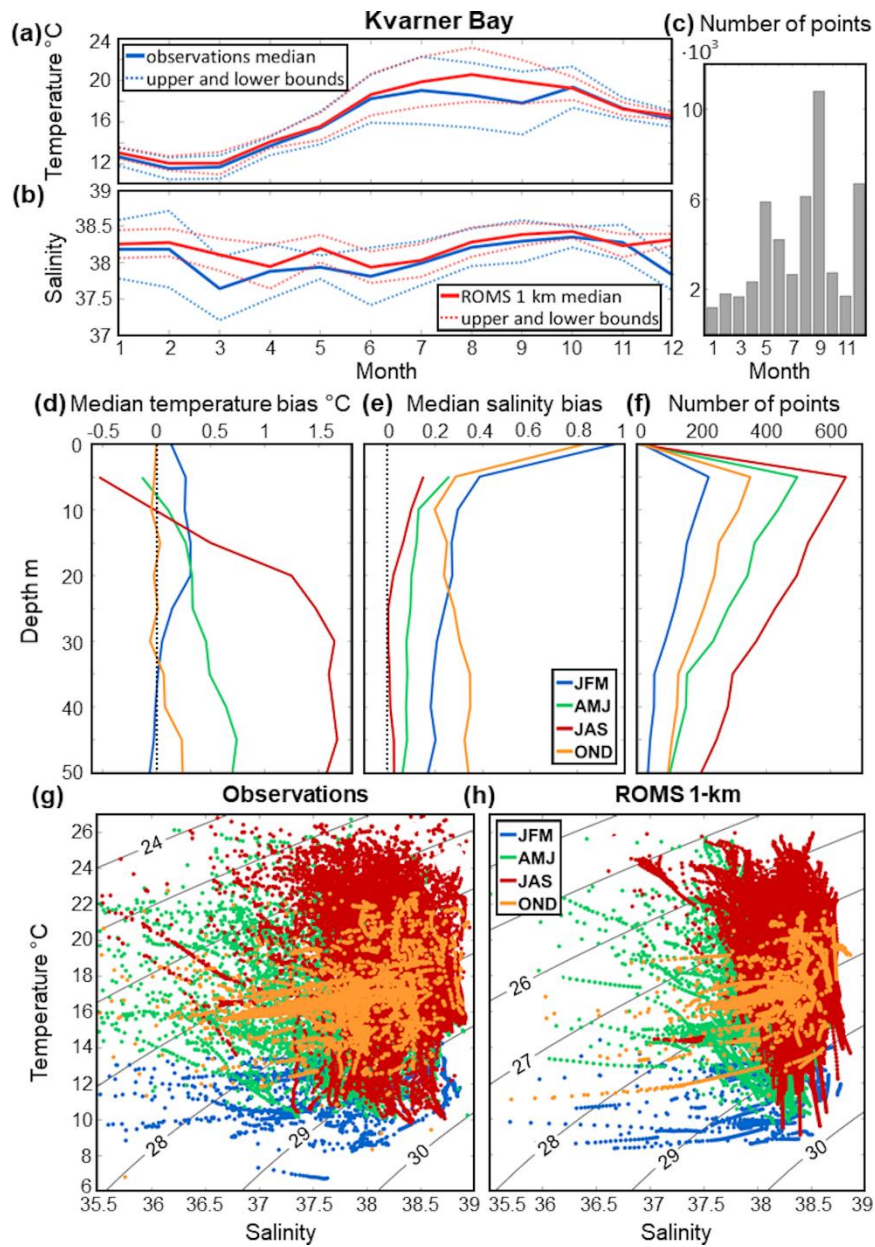 Kvarner Bay
(a)
24
20
16
12
Temperature °C
observations median
upper and lower bounds
(b)
39
38.5
38
37.5
37
Salinity
ROMS 1 km median
upper and lower bounds
1 2 3 4 5 6 7 8 9 10 11 12
Month
(c) Number of points
·10³
10
6
2
1 3 5 7 9 11
Month
(d) Median temperature bias °C
-0.5 0 0.5 1 1.5
0
10
20
30
40
50
Depth m
(e) Median salinity bias
0 0.2 0.4 0.6 0.8 1
JFM
AMJ
JAS
OND
(f) Number of points
0 200 400 600
(g) Observations
26
24
22
20
18
16
14
12
10
8
6
Temperature °C
24
28
29
30
35.5 36 36.5 37 37.5 38 38.5 39
Salinity
(h) ROMS 1-km
JFM
AMJ
JAS
OND
26
27
28
29
30
35.5 36 36.5 37 37.5 38 38.5 39
Salinity